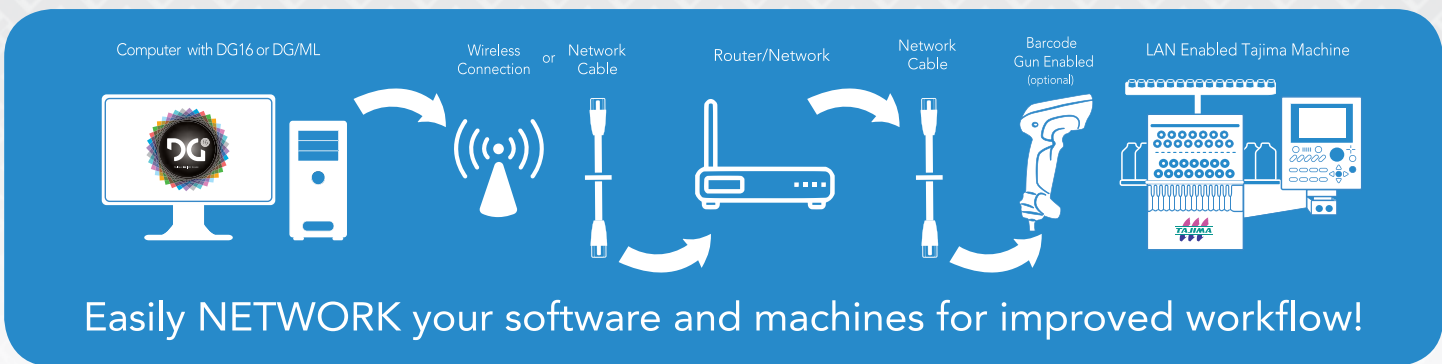 Computer with DG16 or DG/ML
Wireless
Connection
or
Network
Cable
Router/Network
Network
Cable
Barcode
Gun Enabled
(optional)
LAN Enabled Tajima Machine
DG
TAJIMA
Easily NETWORK your software and machines for improved workflow!